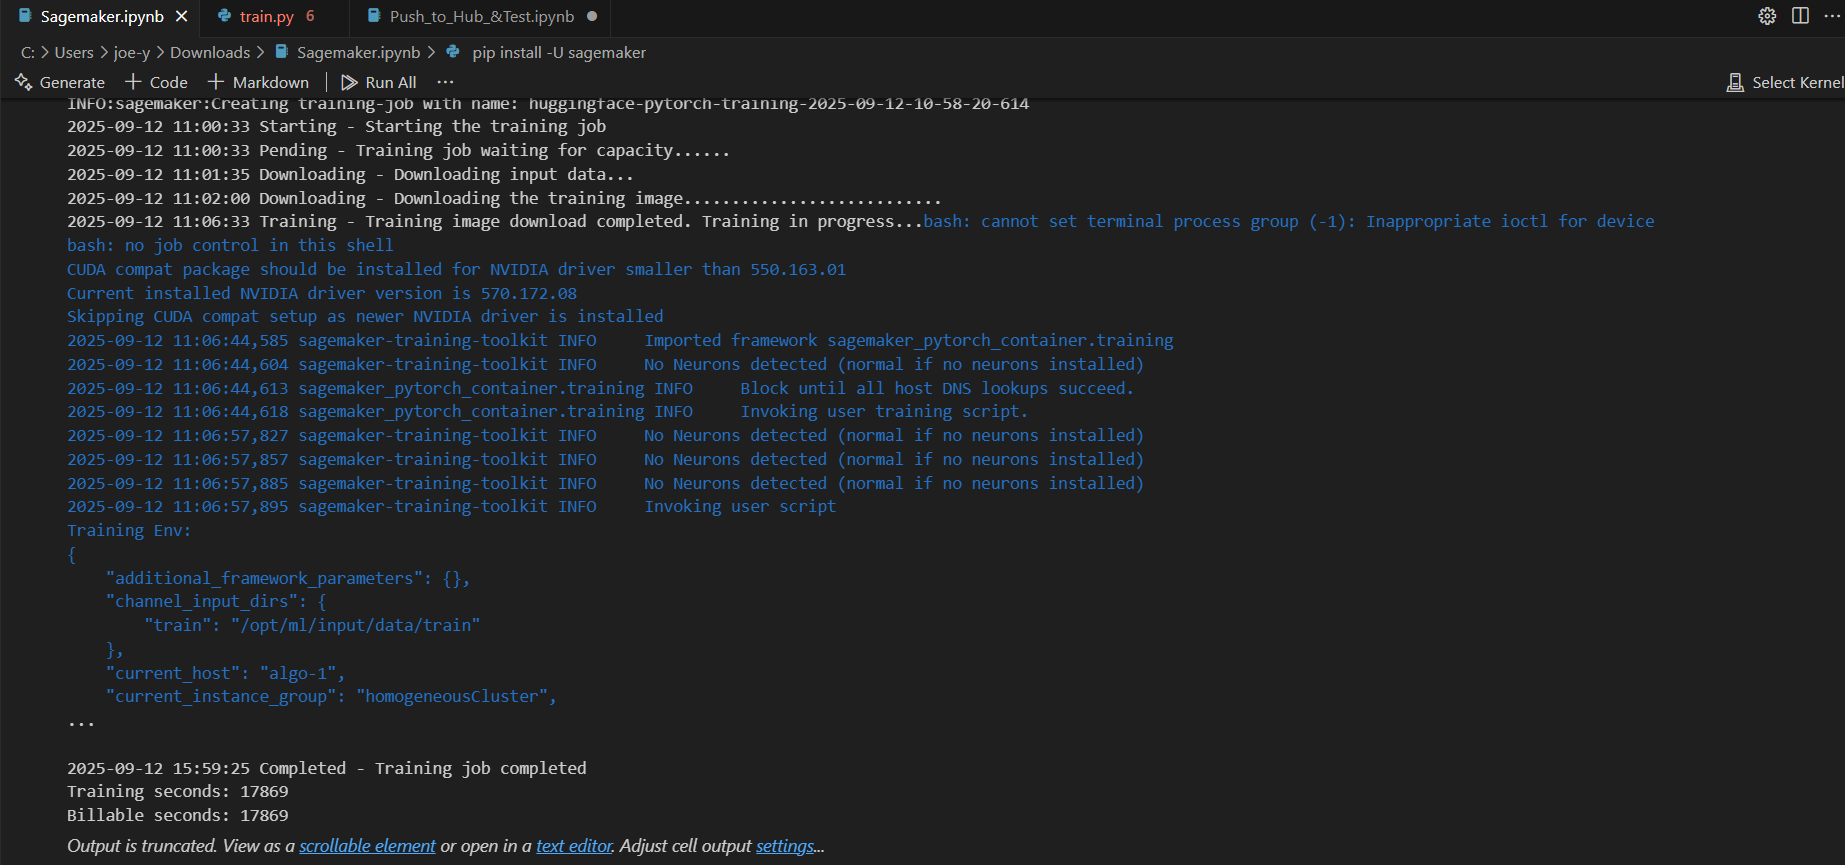 Sagemaker.ipynb train.py 6 Push_to_Hub_&Test.ipynb
C: > Users > joe-y > Downloads > Sagemaker.ipynb > pip install -U sagemaker
Generate + Code + Markdown | Run All ... Select Kernel
INFO:sagemaker:Creating training-job with name: huggingface-pytorch-training-2025-09-12-10-58-20-614
2025-09-12 11:00:33 Starting - Starting the training job
2025-09-12 11:00:33 Pending - Training job waiting for capacity......
2025-09-12 11:01:35 Downloading - Downloading input data...
2025-09-12 11:02:00 Downloading - Downloading the training image...........................
2025-09-12 11:06:33 Training - Training image download completed. Training in progress...bash: cannot set terminal process group (-1): Inappropriate ioctl for device
bash: no job control in this shell
CUDA compat package should be installed for NVIDIA driver smaller than 550.163.01
Current installed NVIDIA driver version is 570.172.08
Skipping CUDA compat setup as newer NVIDIA driver is installed
2025-09-12 11:06:44,585 sagemaker-training-toolkit INFO     Imported framework sagemaker_pytorch_container.training
2025-09-12 11:06:44,604 sagemaker-training-toolkit INFO     No Neurons detected (normal if no neurons installed)
2025-09-12 11:06:44,613 sagemaker_pytorch_container.training INFO     Block until all host DNS lookups succeed.
2025-09-12 11:06:44,618 sagemaker_pytorch_container.training INFO     Invoking user training script.
2025-09-12 11:06:57,827 sagemaker-training-toolkit INFO     No Neurons detected (normal if no neurons installed)
2025-09-12 11:06:57,857 sagemaker-training-toolkit INFO     No Neurons detected (normal if no neurons installed)
2025-09-12 11:06:57,885 sagemaker-training-toolkit INFO     No Neurons detected (normal if no neurons installed)
2025-09-12 11:06:57,895 sagemaker-training-toolkit INFO     Invoking user script
Training Env:
{
    "additional_framework_parameters": {},
    "channel_input_dirs": {
        "train": "/opt/ml/input/data/train"
    },
    "current_host": "algo-1",
    "current_instance_group": "homogeneousCluster",
...
2025-09-12 15:59:25 Completed - Training job completed
Training seconds: 17869
Billable seconds: 17869
Output is truncated. View as a scrollable element or open in a text editor. Adjust cell output settings...